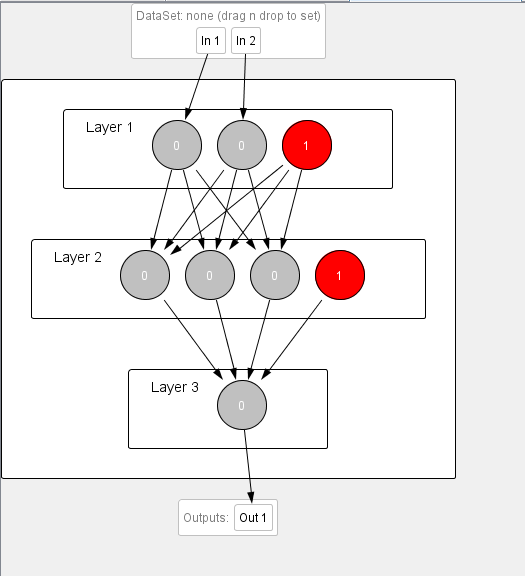 DataSet: none (drag n drop to set)
In 1 In 2
Layer 1
0 0 1
Layer 2
0 0 0 1
Layer 3
0
Outputs: Out 1